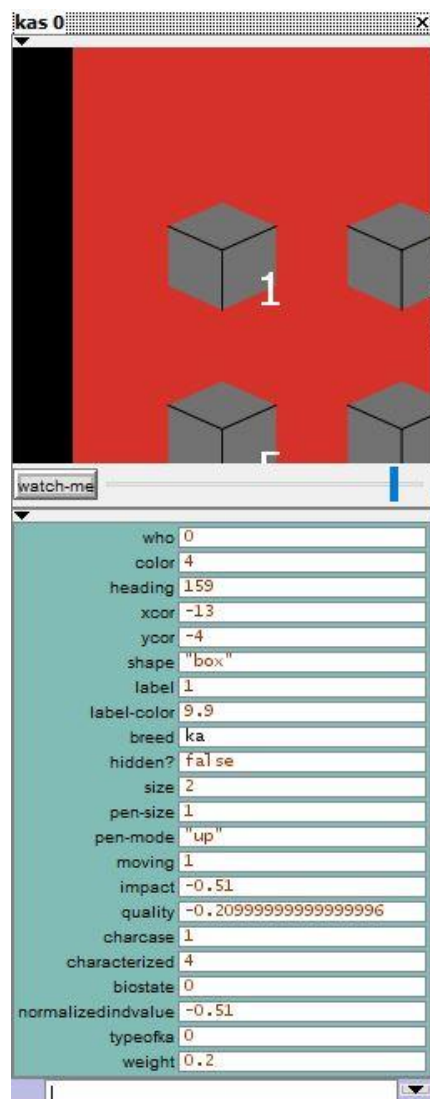 kas 0
1
watch-me
who 0
color 4
heading 159
xcor -13
ycor -4
shape "box"
label 1
label-color 9.9
breed ka
hidden? false
size 2
pen-size 1
pen-mode "up"
moving 1
impact -0.51
quality -0.20999999999999996
charcase 1
characterized 4
biostate 0
normalizedindvalue -0.51
typeofka 0
weight 0.2